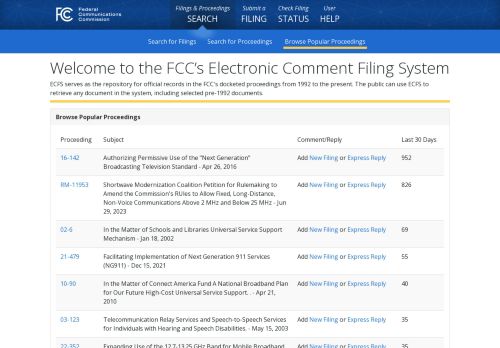 FCC Federal Communications Commission
Filings & Proceedings SEARCH
Submit a FILING
Check Filing STATUS
User HELP
Search for Filings Search for Proceedings Browse Popular Proceedings
Welcome to the FCC's Electronic Comment Filing System
ECFS serves as the repository for official records in the FCC's docketed proceedings from 1992 to the present. The public can use ECFS to
retrieve any document in the system, including selected pre-1992 documents.
Browse Popular Proceedings
Proceeding Subject Comment/Reply Last 30 Days
16-142 Authorizing Permissive Use of the "Next Generation" Add New Filing or Express Reply 952
Broadcasting Television Standard - Apr 26, 2016
RM-11953 Shortwave Modernization Coalition Petition for Rulemaking to Add New Filing or Express Reply 826
Amend the Commission's RUles to Allow Fixed, Long-Distance,
Non-Voice Communications Above 2 MHz and Below 25 MHz - Jun
29, 2023
02-6 In the Matter of Schools and Libraries Universal Service Support Add New Filing or Express Reply 69
Mechanism - Jan 18, 2002
21-479 Facilitating Implementation of Next Generation 911 Services Add New Filing or Express Reply 55
(NG911) - Dec 15, 2021
10-90 In the Matter of Connect America Fund A National Broadband Plan Add New Filing or Express Reply 40
for Our Future High-Cost Universal Service Support. . - Apr 21,
2010
03-123 Telecommunication Relay Services and Speech-to-Speech Services Add New Filing or Express Reply 35
for Individuals with Hearing and Speech Disabilities. - May 15, 2003
22-352 Expanding Use of the 12.7-13.25 GHz Band for Mobile Broadband Add New Filing or Express Reply 35